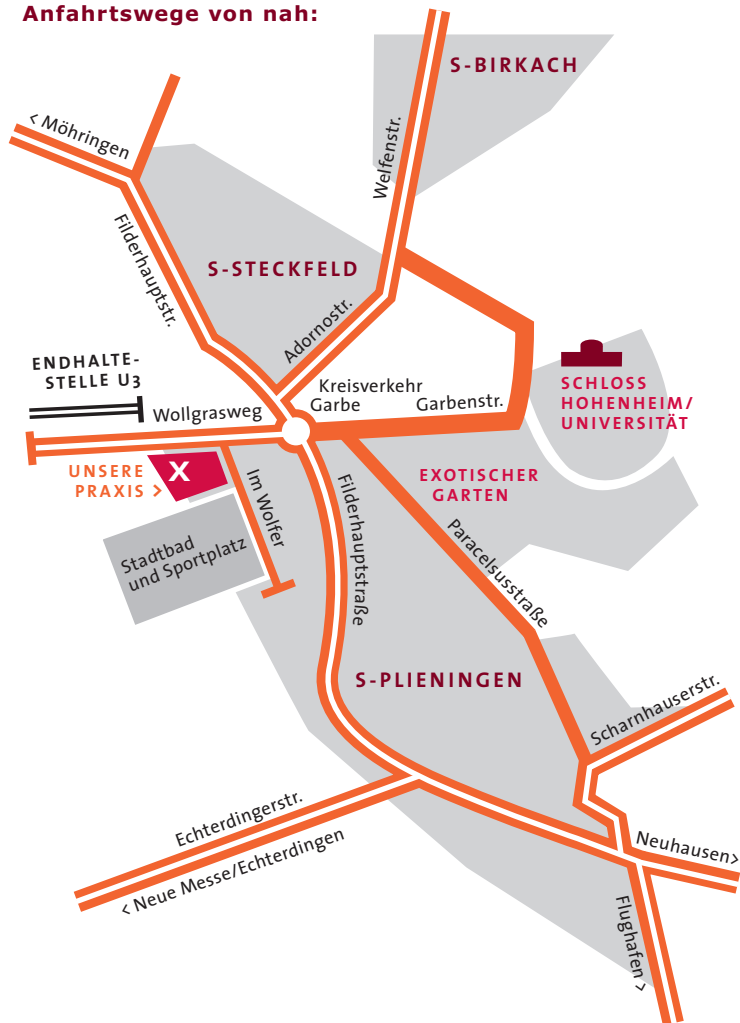 Anfahrtswege von nah:
S-BIRKACH
< Möhringen
Welfenstr.
Filderhauptstr.
S-STECKFELD
Adornostr.
ENDHALTE-
STELLE U3
Kreisverkehr
Garbe
Garbenstr.
Wollgrasweg
SCHLOSS
HOHENHEIM/
UNIVERSITÄT
UNSERE
PRAXIS >
X
Im Wolfer
EXOTISCHER
GARTEN
Filderhauptstraße
Stadtbad
und Sportplatz
Paracelsusstraße
S-PLIENINGEN
Scharnhauserstr.
Echterdingerstr.
< Neue Messe/Echterdingen
Neuhausen>
Flughafen >